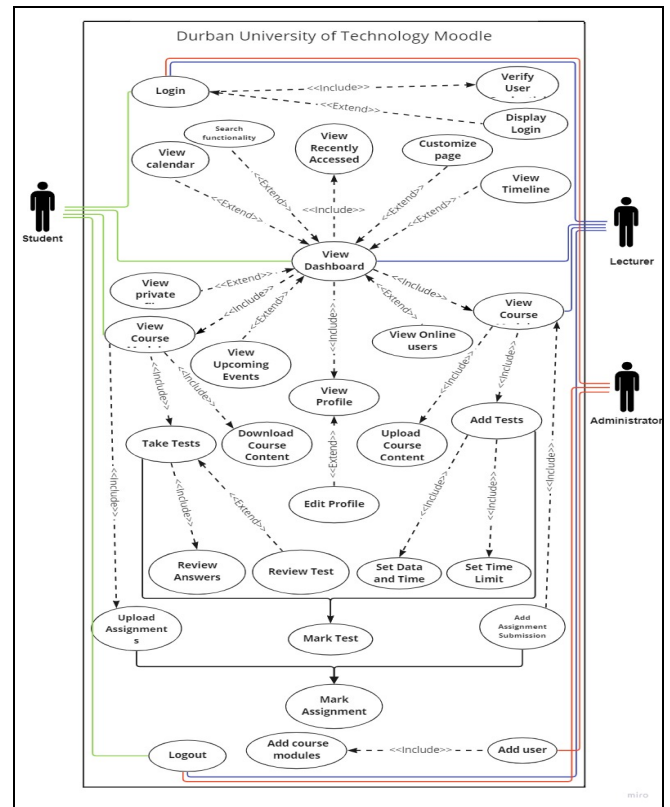 Durban University of Technology Moodle
Login
<<Include>>
Verify
User
<<Extend>>
Display
Login
Search
functionality
View
Recently
Accessed
Customize
page
View
calendar
View
Timeline
<<Extend>>
<<Extend>>
<<Include>>
<<Extend>>
<<Extend>>
Student
Lecturer
View
Dashboard
View
private
<<Extend>>
<<Include>>
<<Extend>>
<<Include>>
<<Extend>>
<<Include>>
View
Course
View
Course
View
Upcoming
Events
View Online
users
View
Profile
Administrator
<<Include>>
<<Include>>
<<Include>>
<<Include>>
Take Tests
Download
Course
Content
Upload
Course
Content
Add Tests
<<Include>>
<<Extend>>
Edit Profile
<<Include>>
<<Extend>>
<<Include>>
<<Include>>
<<Include>>
Review
Answers
Review Test
Set Data
and Time
Set Time
Limit
Upload
Assignment
s
Mark Test
Add
Assignment
Submission
Mark
Assignment
Logout
Add course
modules
<<Include>>
Add user
miro